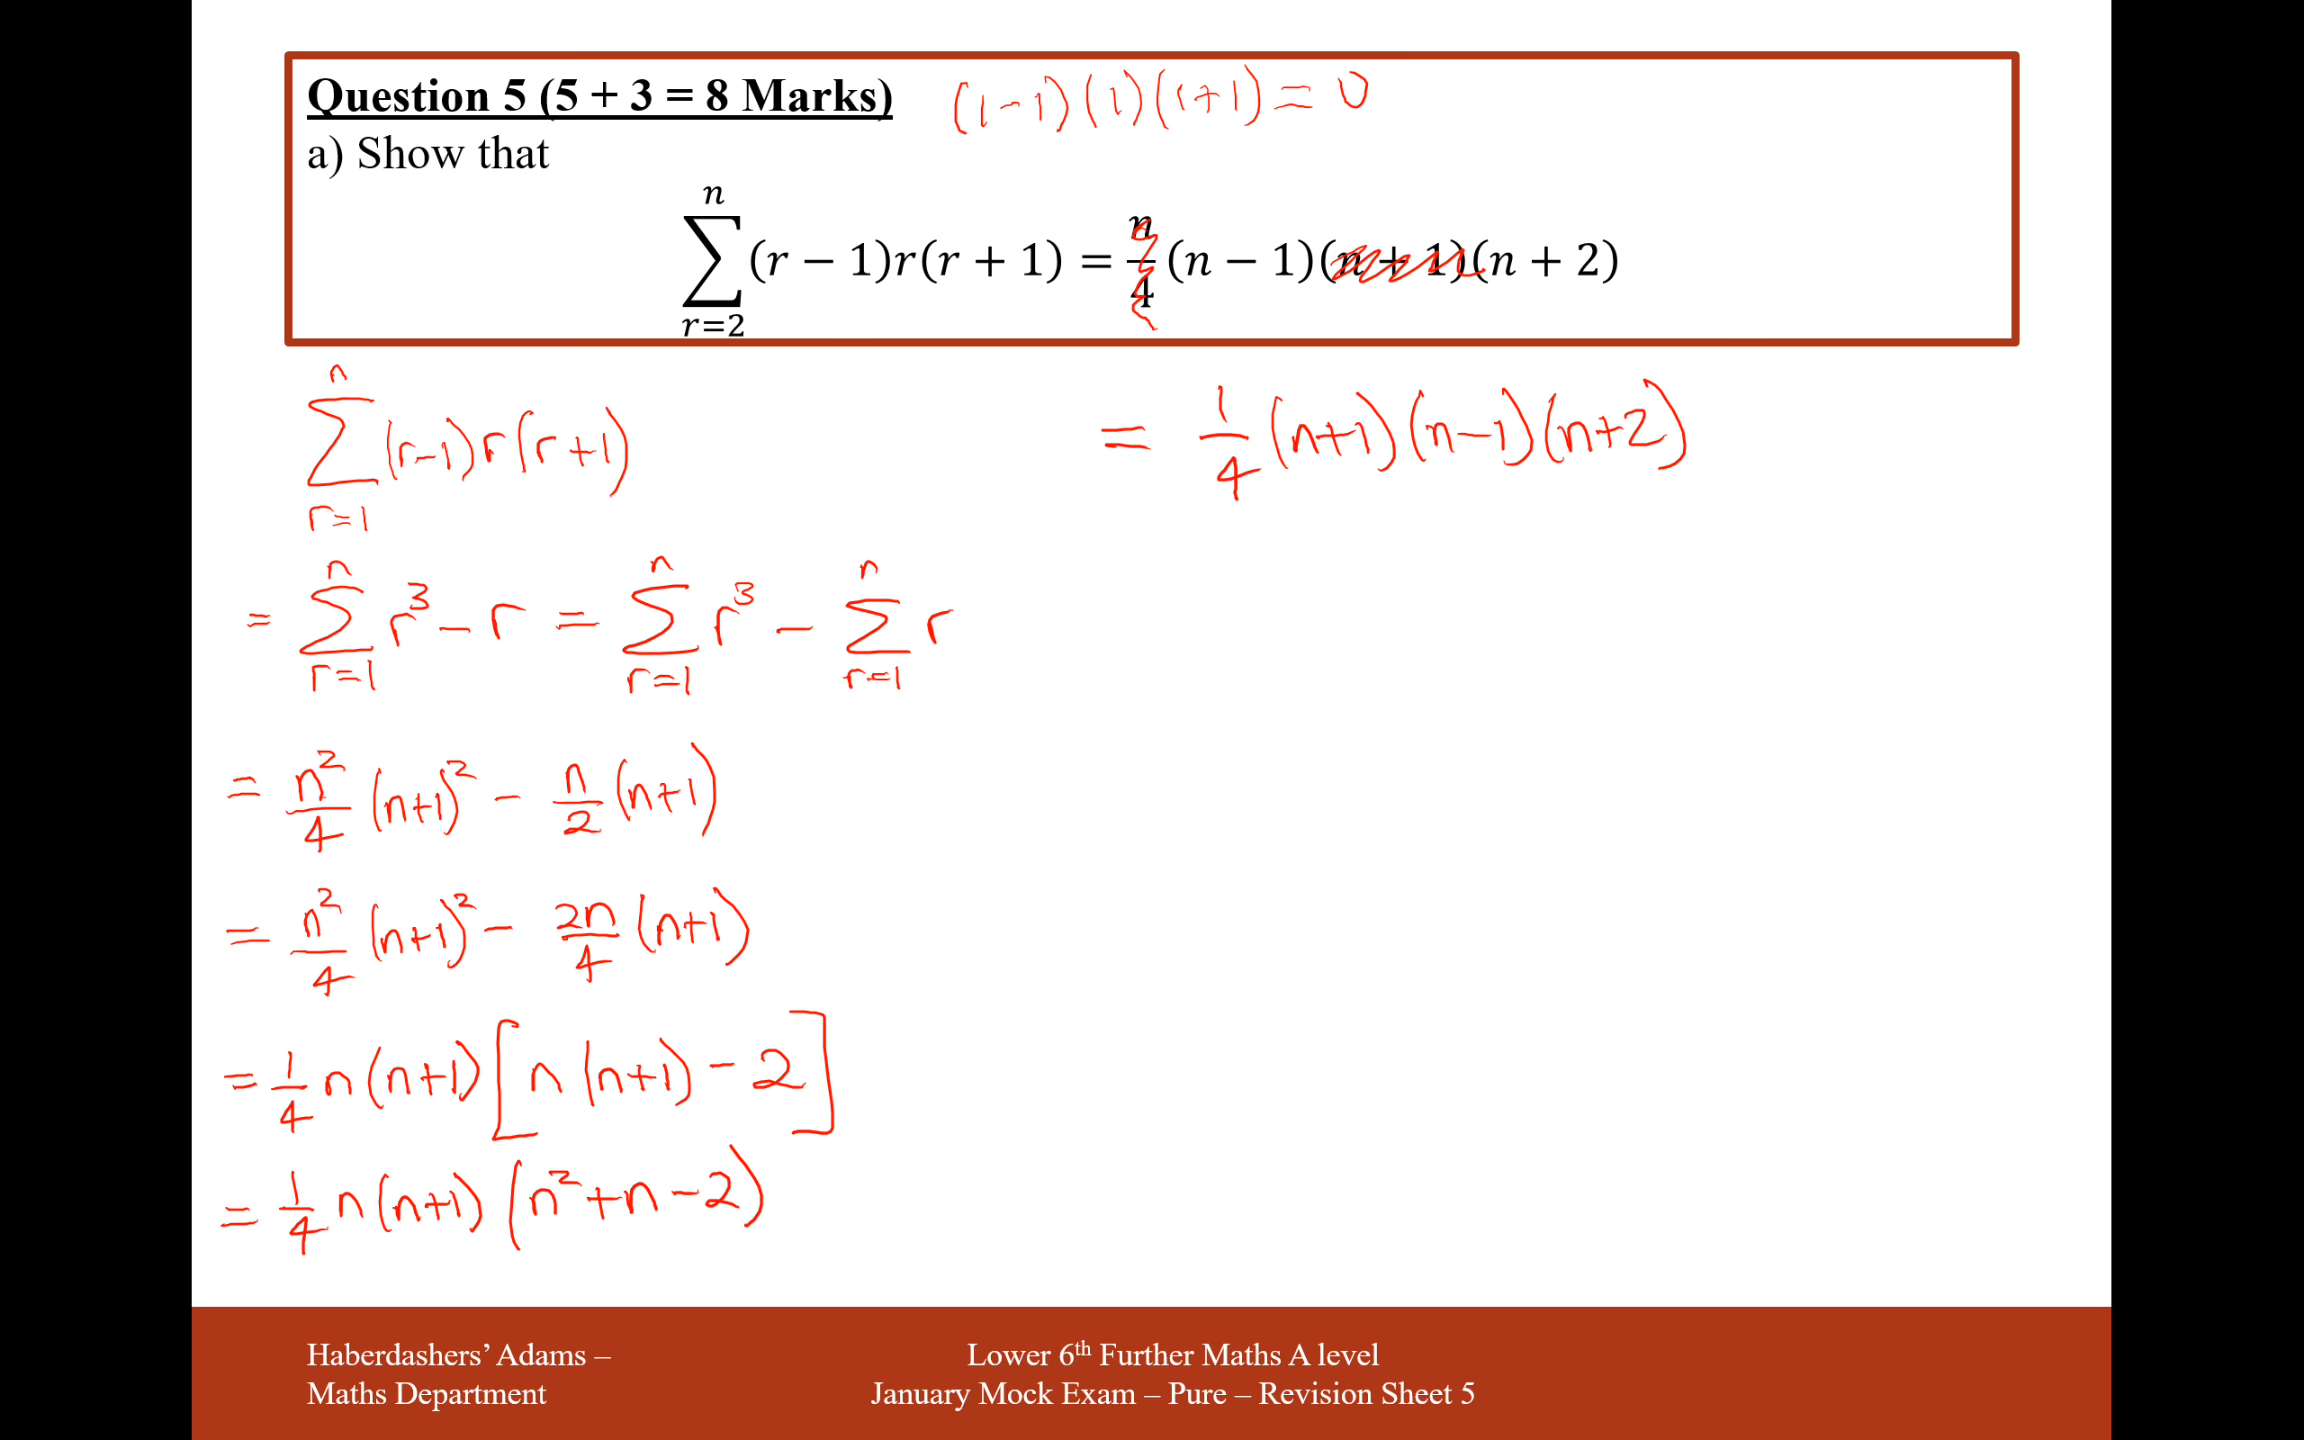 Question 5 (5 + 3 = 8 Marks) (1-1)(1)(1+1) = 0
a) Show that
n
∑ (r − 1)r(r + 1) = n/4 (n − 1)(n + 1)(n + 2)
r=2
n
∑ (r-1)r(r+1)
r=1
= n ∑ r=1 r³ - r = n ∑ r=1 r³ - n ∑ r=1 r
= n²/4 (n+1)² - n/2 (n+1)
= n²/4 (n+1)² - 2n/4 (n+1)
= 1/4 n(n+1)[n(n+1) - 2]
= 1/4 n(n+1)(n²+n-2)
= 1/4 (n+1)(n-1)(n+2)
Haberdashers' Adams –
Maths Department
Lower 6th Further Maths A level
January Mock Exam – Pure – Revision Sheet 5